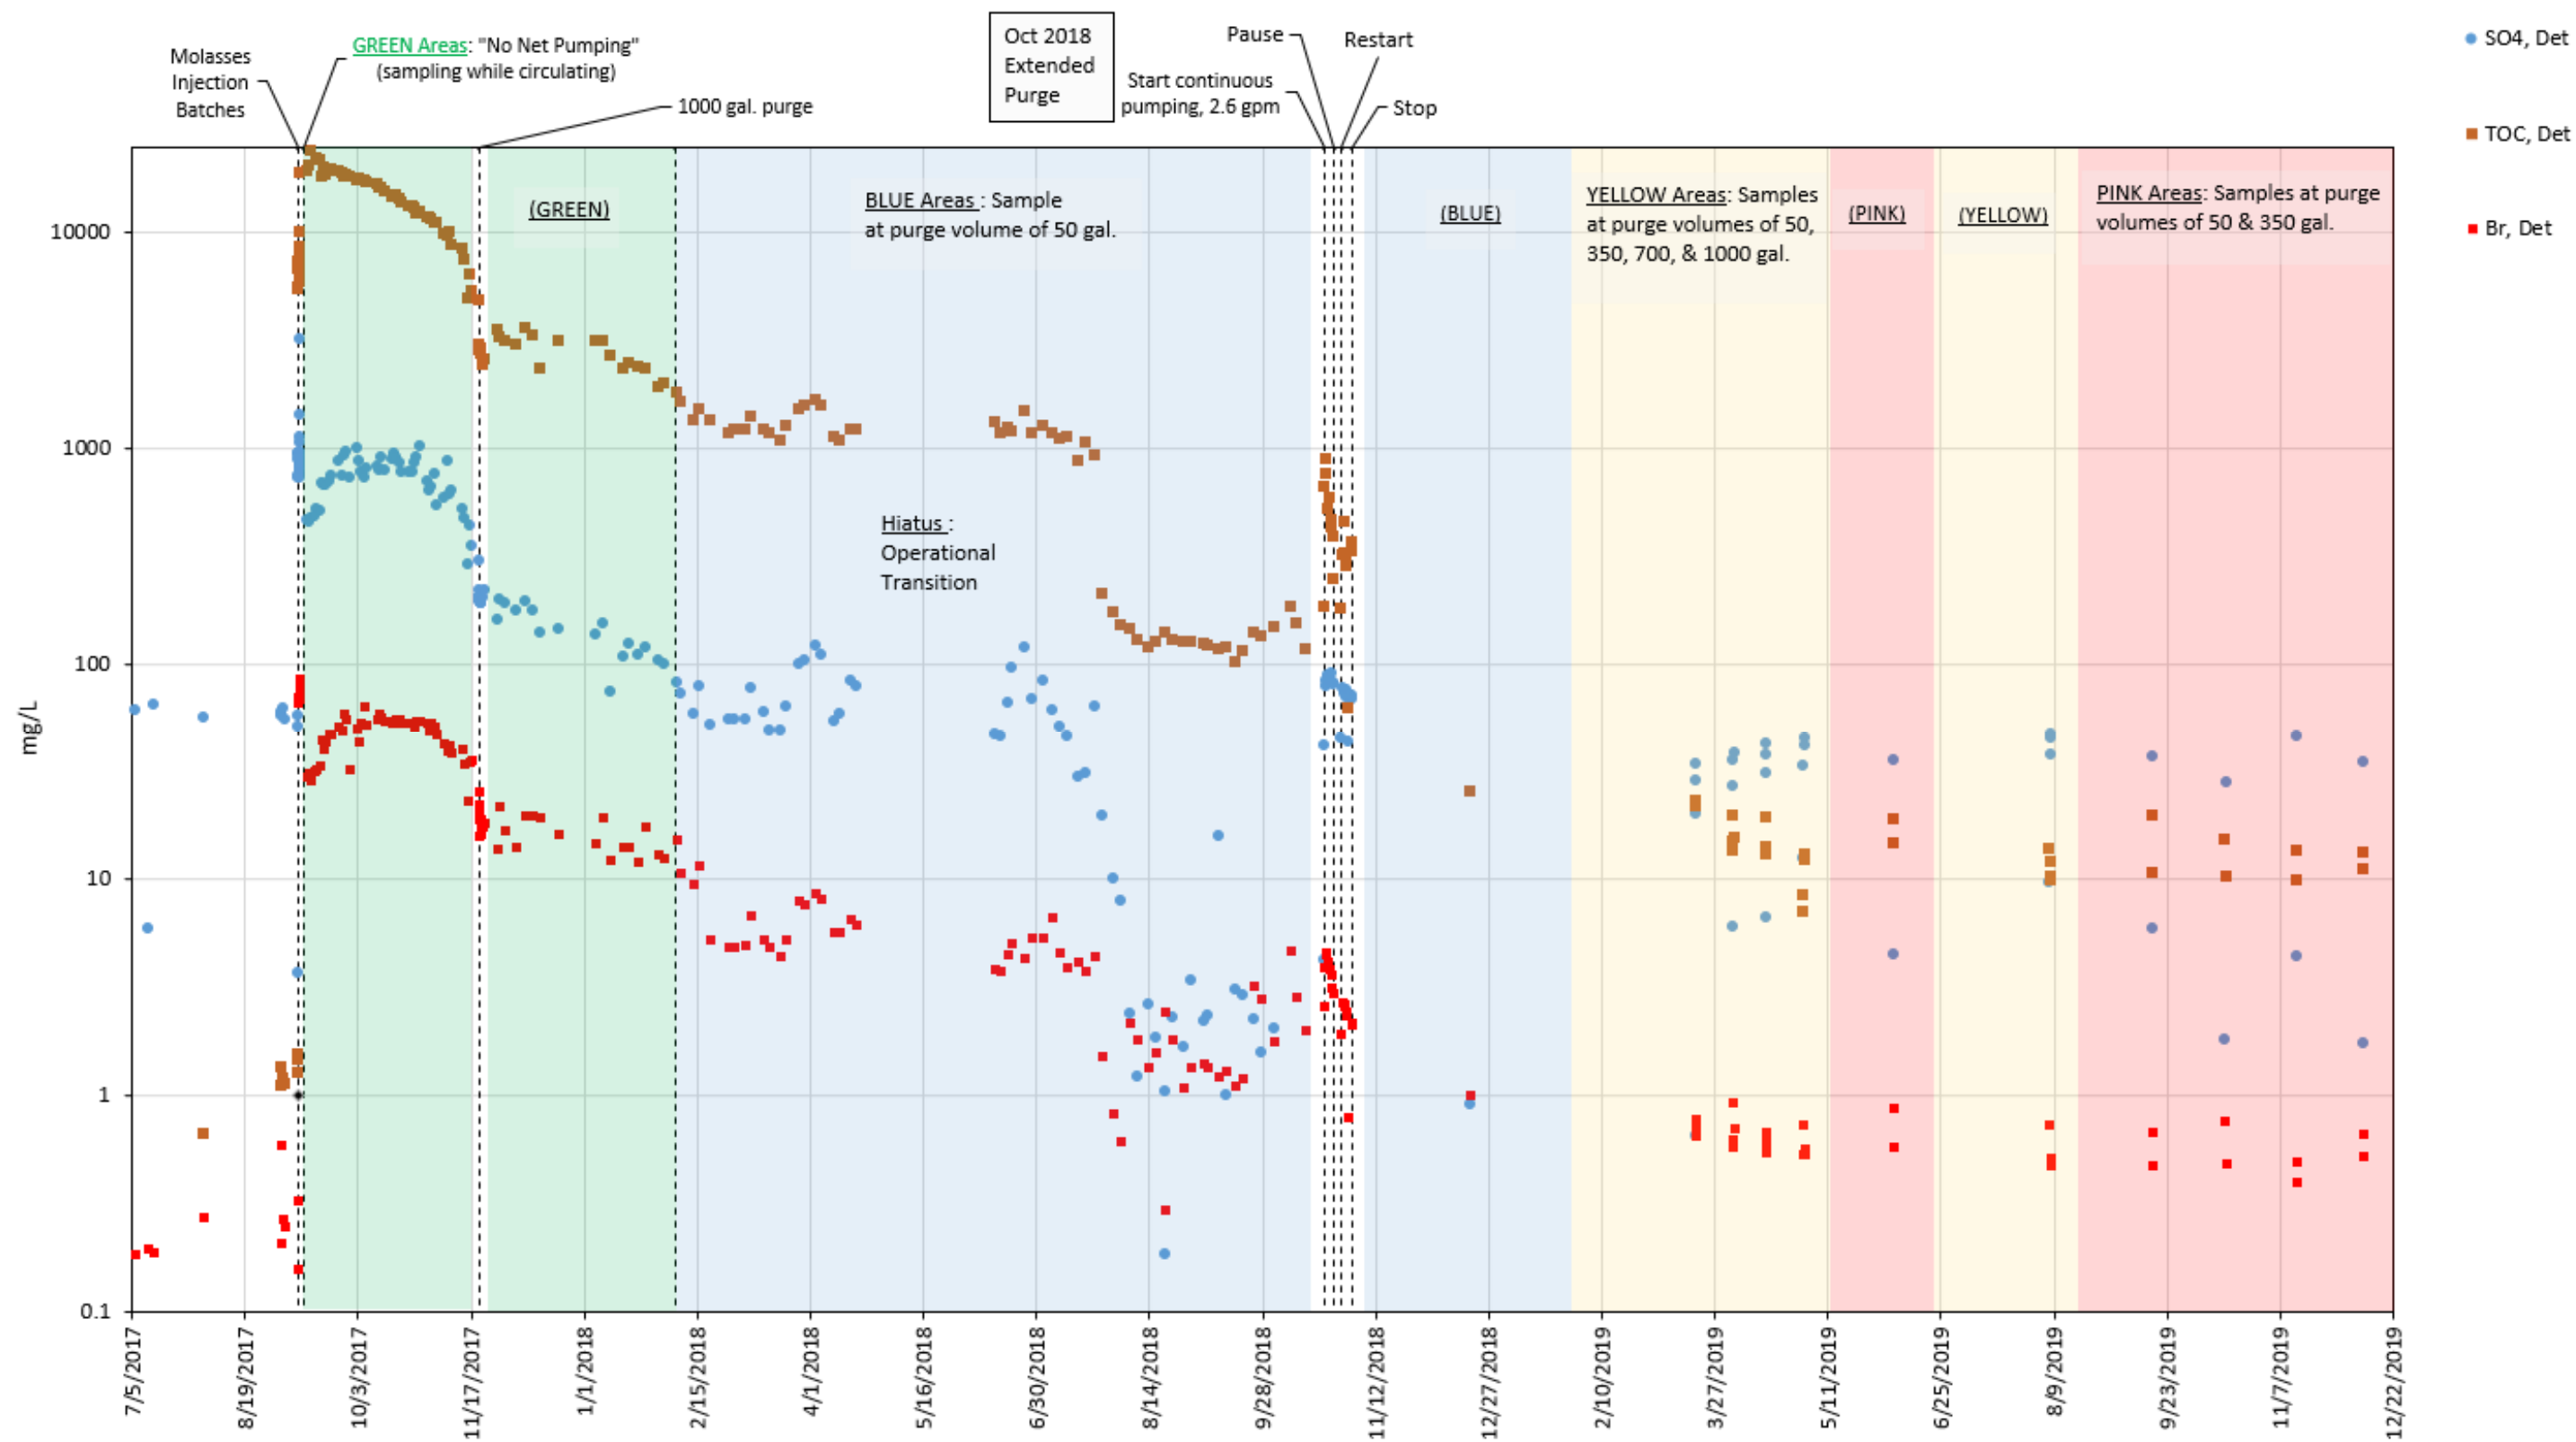 Molasses
Injection
Batches
GREEN Areas: "No Net Pumping"
(sampling while circulating)
1000 gal. purge
Oct 2018
Extended
Purge
Start continuous
pumping, 2.6 gpm
Pause
Restart
Stop
SO4, Det
TOC, Det
Br, Det
(GREEN)
BLUE Areas : Sample
at purge volume of 50 gal.
(BLUE)
YELLOW Areas: Samples
at purge volumes of 50,
350, 700, & 1000 gal.
(PINK)
(YELLOW)
PINK Areas: Samples at purge
volumes of 50 & 350 gal.
Hiatus :
Operational
Transition
mg/L
10000
1000
100
10
1
0.1
7/5/2017
8/19/2017
10/3/2017
11/17/2017
1/1/2018
2/15/2018
4/1/2018
5/16/2018
6/30/2018
8/14/2018
9/28/2018
11/12/2018
12/27/2018
2/10/2019
3/27/2019
5/11/2019
6/25/2019
8/9/2019
9/23/2019
11/7/2019
12/22/2019